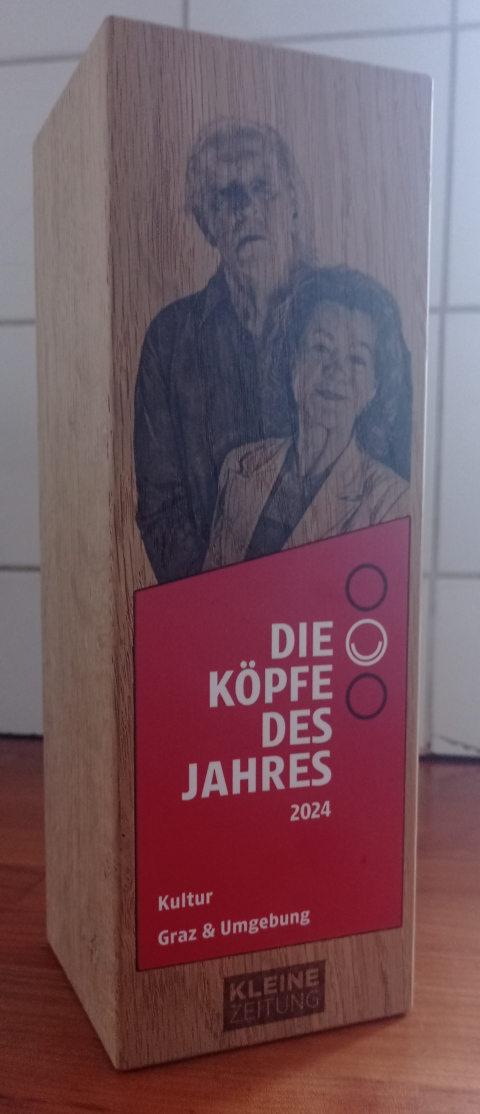 DIE
KÖPFE
DES
JAHRES
2024
Kultur
Graz & Umgebung
KLEINE
ZEITUNG